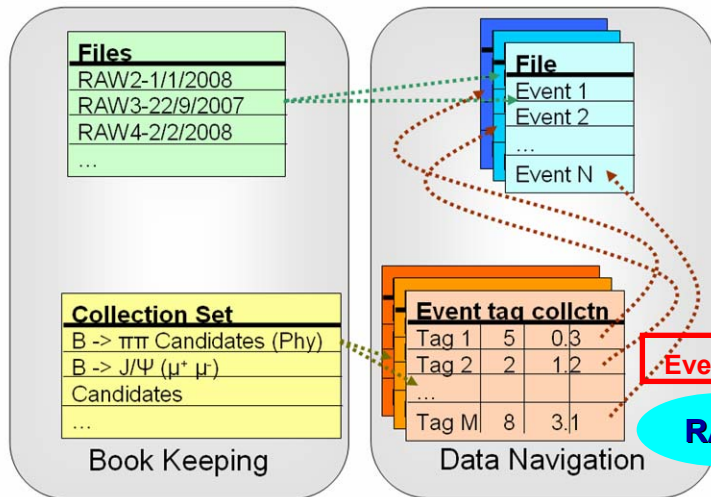 Files
RAW2-1/1/2008
RAW3-22/9/2007
RAW4-2/2/2008
...
File
Event 1
Event 2
...
Event N
Collection Set
B -> ππ Candidates (Phy)
B -> J/Ψ (μ⁺ μ⁻)
Candidates
...
Event tag collctn
Tag 1 5 0.3
Tag 2 2 1.2
...
Tag M 8 3.1
Book Keeping
Data Navigation
Eve
RA